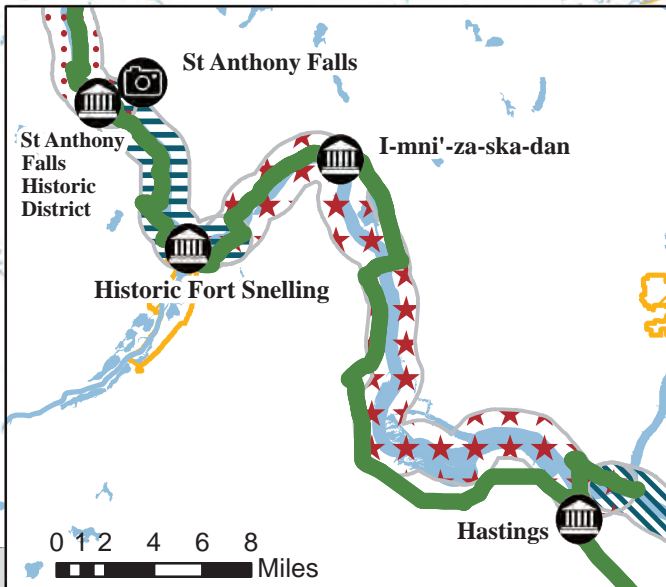 St Anthony Falls
St Anthony
Falls
Historic
District
I-mni'-za-ska-dan
Historic Fort Snelling
Hastings
0 1 2 4 6 8
Miles